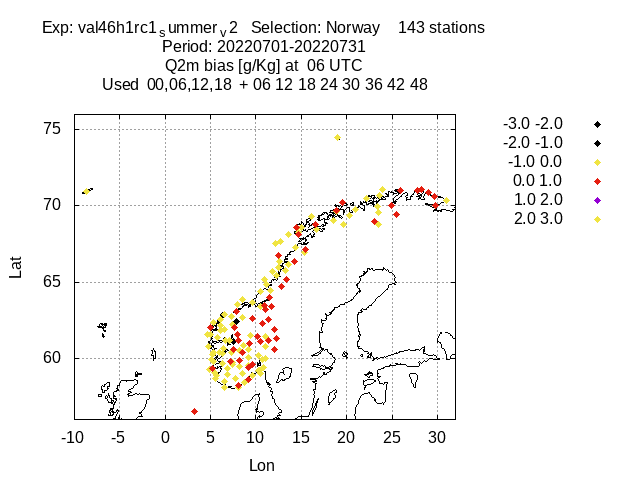 Exp: val46h1rc1summerv2 Selection: Norway 143 stations
Period: 20220701-20220731
Q2m bias [g/Kg] at 06 UTC
Used 00,06,12,18 + 06 12 18 24 30 36 42 48
75
70
65
60
Lat
-10 -5 0 5 10 15 20 25 30
Lon
-3.0 -2.0
-2.0 -1.0
-1.0 0.0
0.0 1.0
1.0 2.0
2.0 3.0